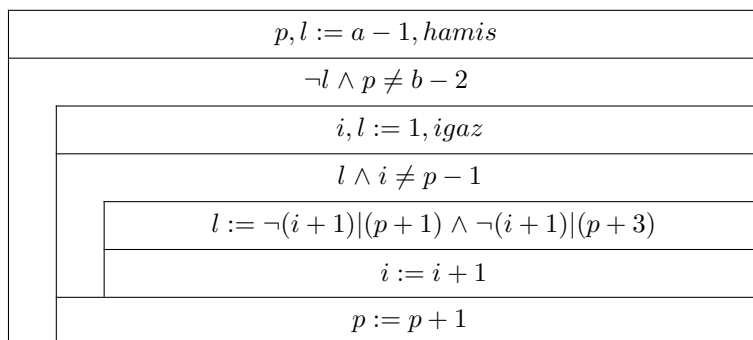 p, l := a − 1, hamis
¬l ∧ p ≠ b − 2
i, l := 1, igaz
l ∧ i ≠ p − 1
l := ¬(i + 1)|(p + 1) ∧ ¬(i + 1)|(p + 3)
i := i + 1
p := p + 1